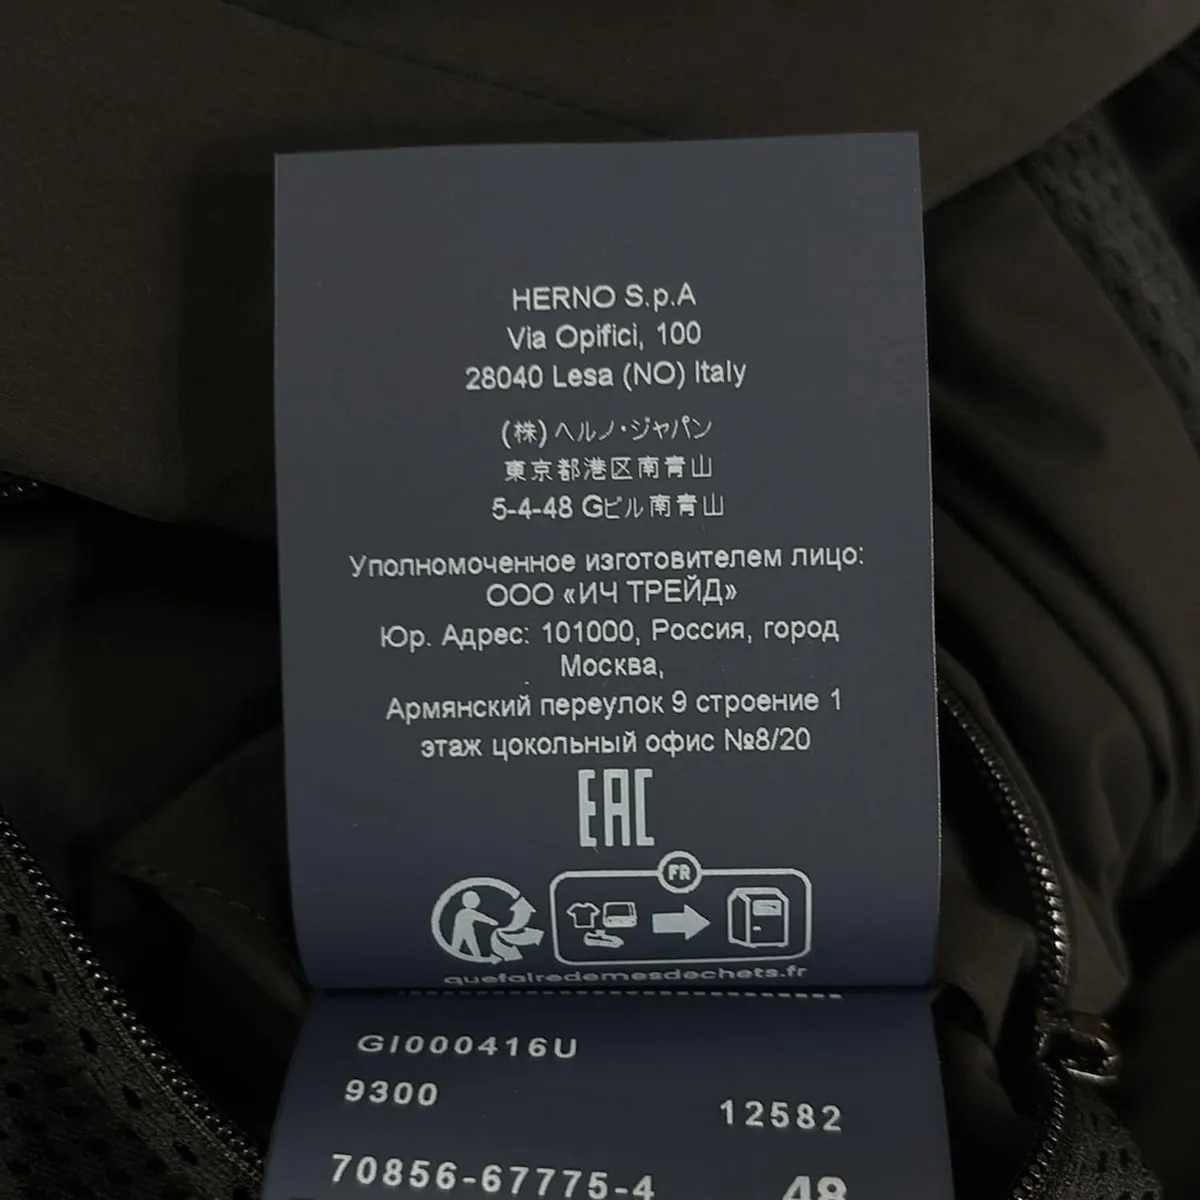 HERNO S.p.A
Via Opifici, 100
28040 Lesa (NO) Italy
(株)ヘルノ・ジャパン
東京都港区南青山
5-4-48 Gビル南青山
Уполномоченное изготовителем лицо:
ООО «ИЧ ТРЕЙД»
Юр. Адрес: 101000, Россия, город
Москва,
Армянский переулок 9 строение 1
этаж цокольный офис №8/20
EAC
FR
quefairedemesdechets.fr
GI000416U
9300
12582
70856-67775-4
48